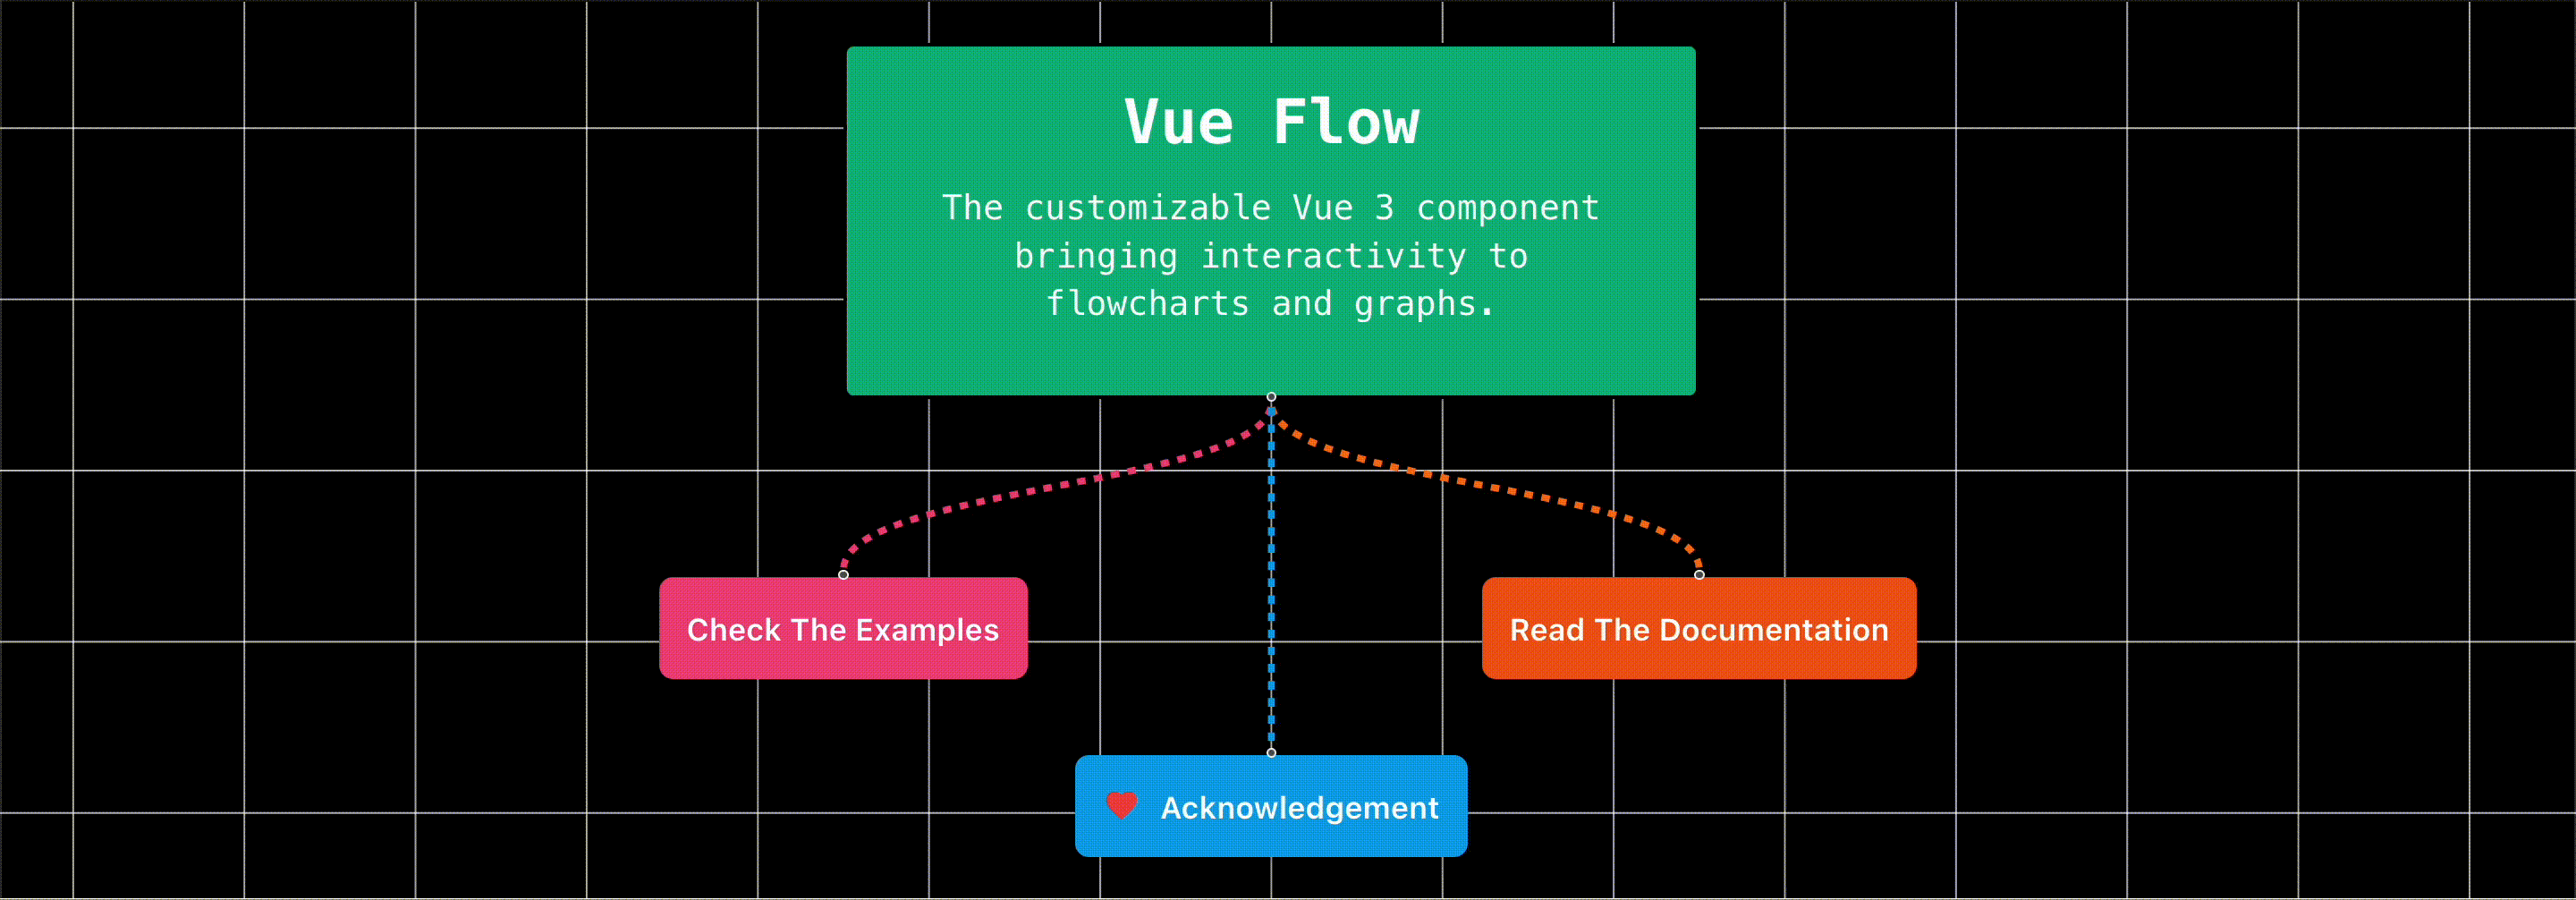 Vue Flow
The customizable Vue 3 component
bringing interactivity to
flowcharts and graphs.
Check The Examples
Read The Documentation
Acknowledgement